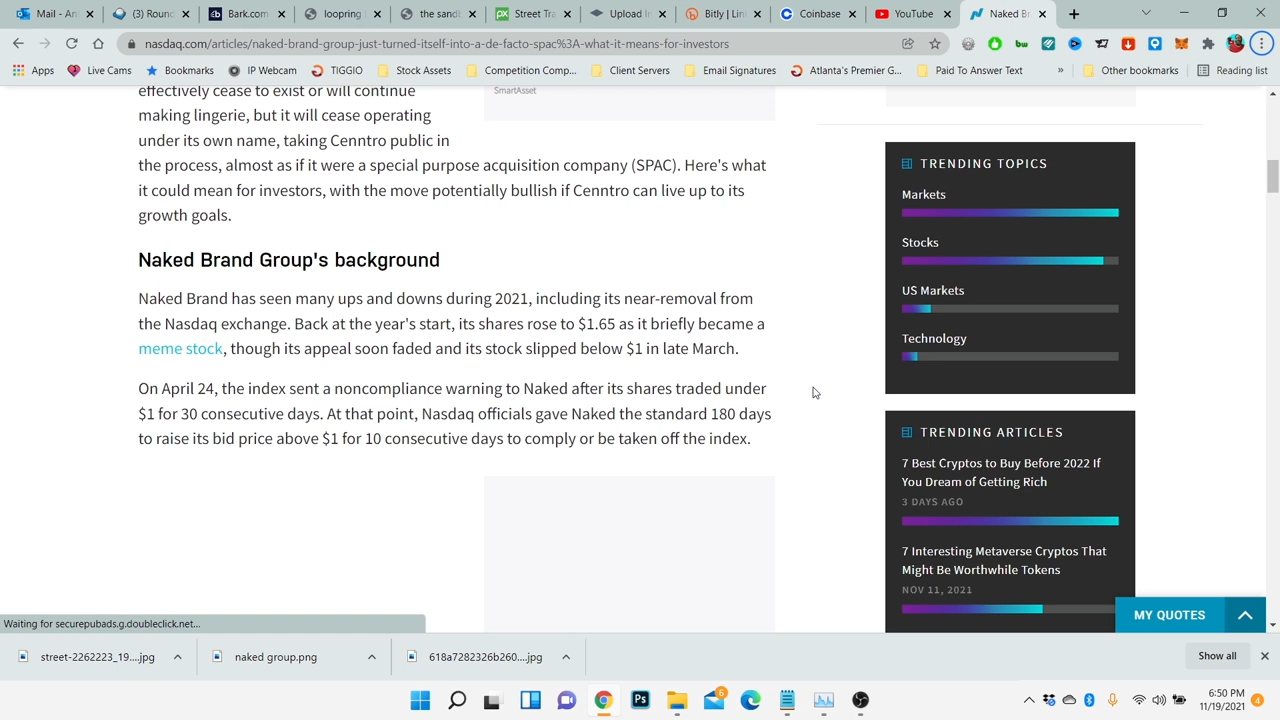 Mail - An
(3) Round
Bark.com
loopring l
the sandb
Street Tra
Upload In
Bitly | Lin
Coinbase
YouTube
Naked Br
nasdaq.com/articles/naked-brand-group-just-turned-itself-into-a-de-facto-spac%3A-what-it-means-for-investors
Apps
Live Cams
Bookmarks
IP Webcam
TIGGIO
Stock Assets
Competition Comp...
Client Servers
Email Signatures
Atlanta's Premier G...
Paid To Answer Text
»
Other bookmarks
Reading list
effectively cease to exist or will continue
making lingerie, but it will cease operating
under its own name, taking Cenntro public in
the process, almost as if it were a special purpose acquisition company (SPAC). Here's what
it could mean for investors, with the move potentially bullish if Cenntro can live up to its
growth goals.
SmartAsset
Naked Brand Group's background
Naked Brand has seen many ups and downs during 2021, including its near-removal from
the Nasdaq exchange. Back at the year's start, its shares rose to $1.65 as it briefly became a
meme stock, though its appeal soon faded and its stock slipped below $1 in late March.
On April 24, the index sent a noncompliance warning to Naked after its shares traded under
$1 for 30 consecutive days. At that point, Nasdaq officials gave Naked the standard 180 days
to raise its bid price above $1 for 10 consecutive days to comply or be taken off the index.
TRENDING TOPICS
Markets
Stocks
US Markets
Technology
TRENDING ARTICLES
7 Best Cryptos to Buy Before 2022 If
You Dream of Getting Rich
3 DAYS AGO
7 Interesting Metaverse Cryptos That
Might Be Worthwhile Tokens
NOV 11, 2021
MY QUOTES
Waiting for securepubads.g.doubleclick.net...
street-2262223_19....jpg
naked group.png
618a7282326b260....jpg
Show all
Ps
6
6:50 PM
11/19/2021
4